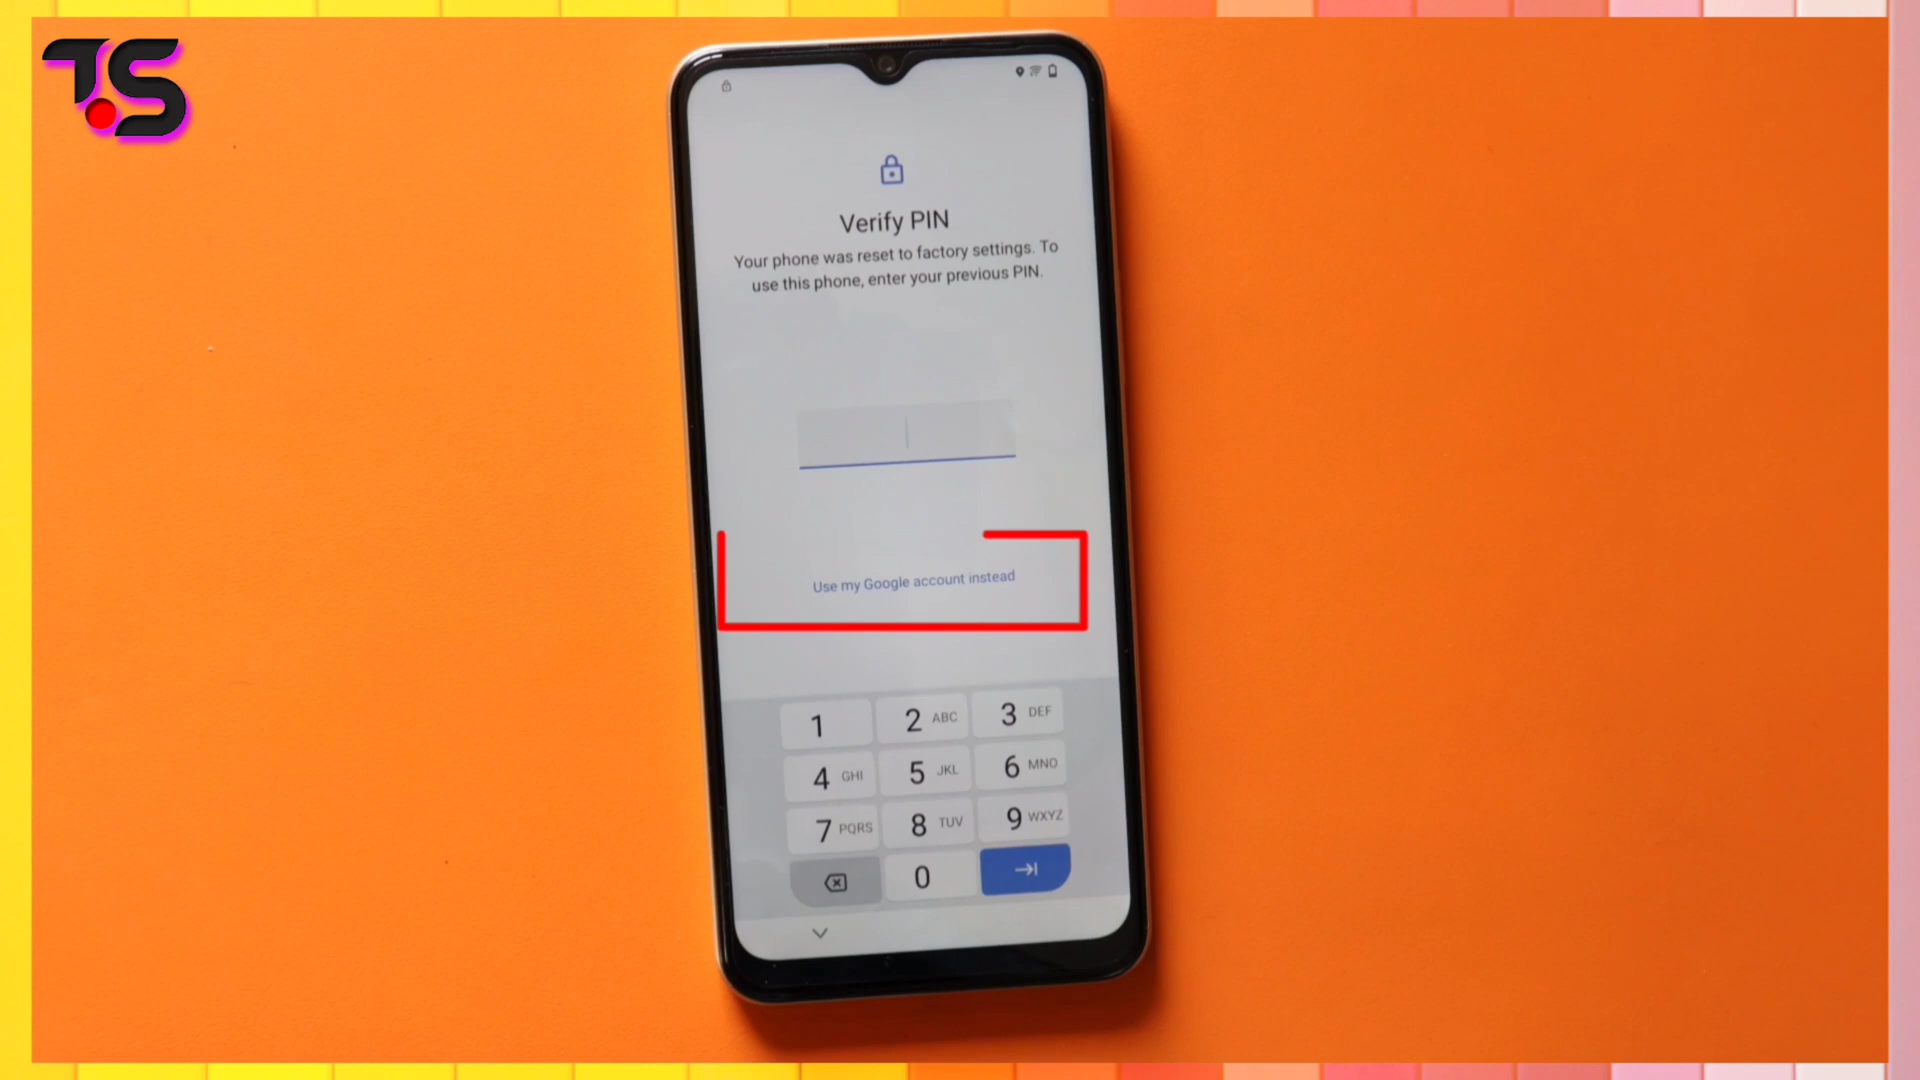 TS
Verify PIN
Your phone was reset to factory settings. To
use this phone, enter your previous PIN.
Use my Google account instead
1
2 ABC
3 DEF
4 GHI
5 JKL
6 MNO
7 PQRS
8 TUV
9 WXYZ
0